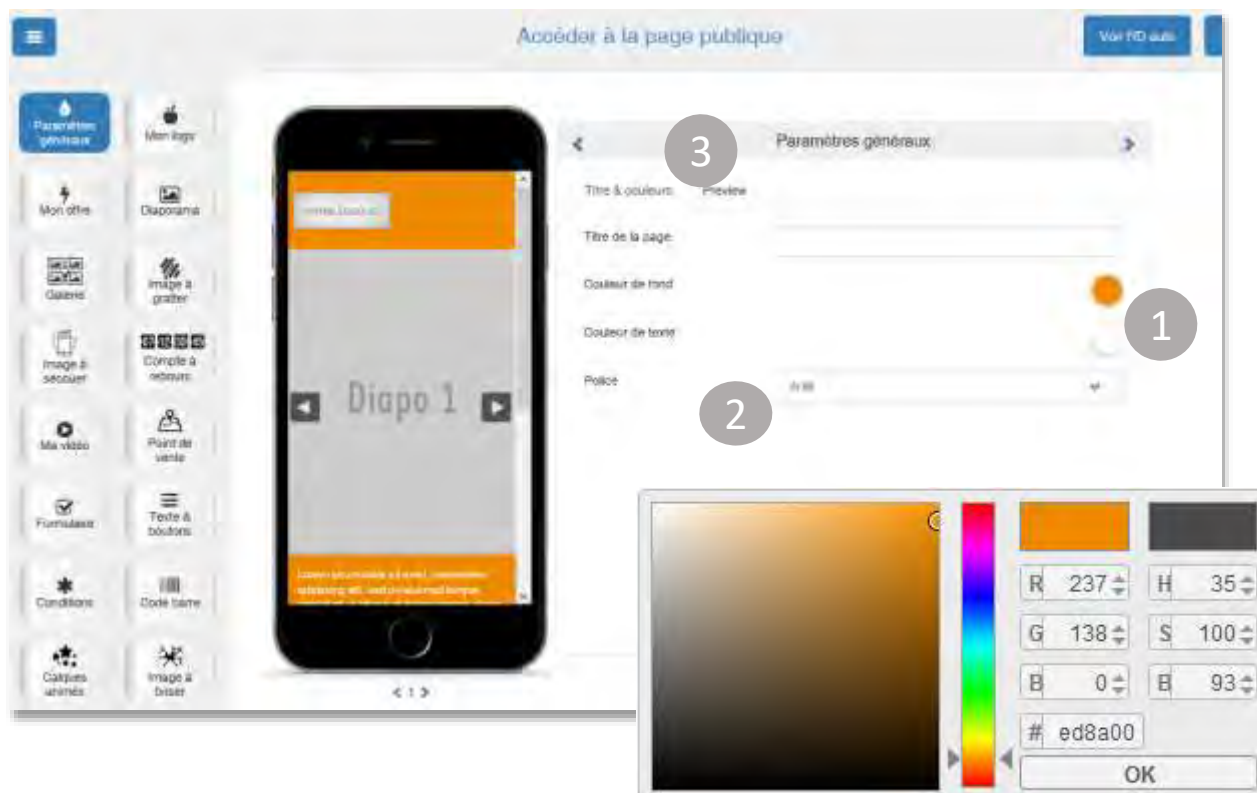 Accéder à la page publique
Voir RD auto
Paramètres généraux
Mon logo
Mon offre
Diaporama
Galerie
Image à gratter
Image à secouer
Compte à rebours
Ma vidéo
Point de vente
Formulaire
Texte & boutons
Conditions
Code barre
Calques animés
Image à briser
Diapo 1
< 1 >
3
Paramètres généraux
Titre & couleurs
Preview
Titre de la page
Couleur de fond
1
Couleur de texte
Police
2
R 237 H 35
G 138 S 100
B 0 B 93
# ed8a00
OK